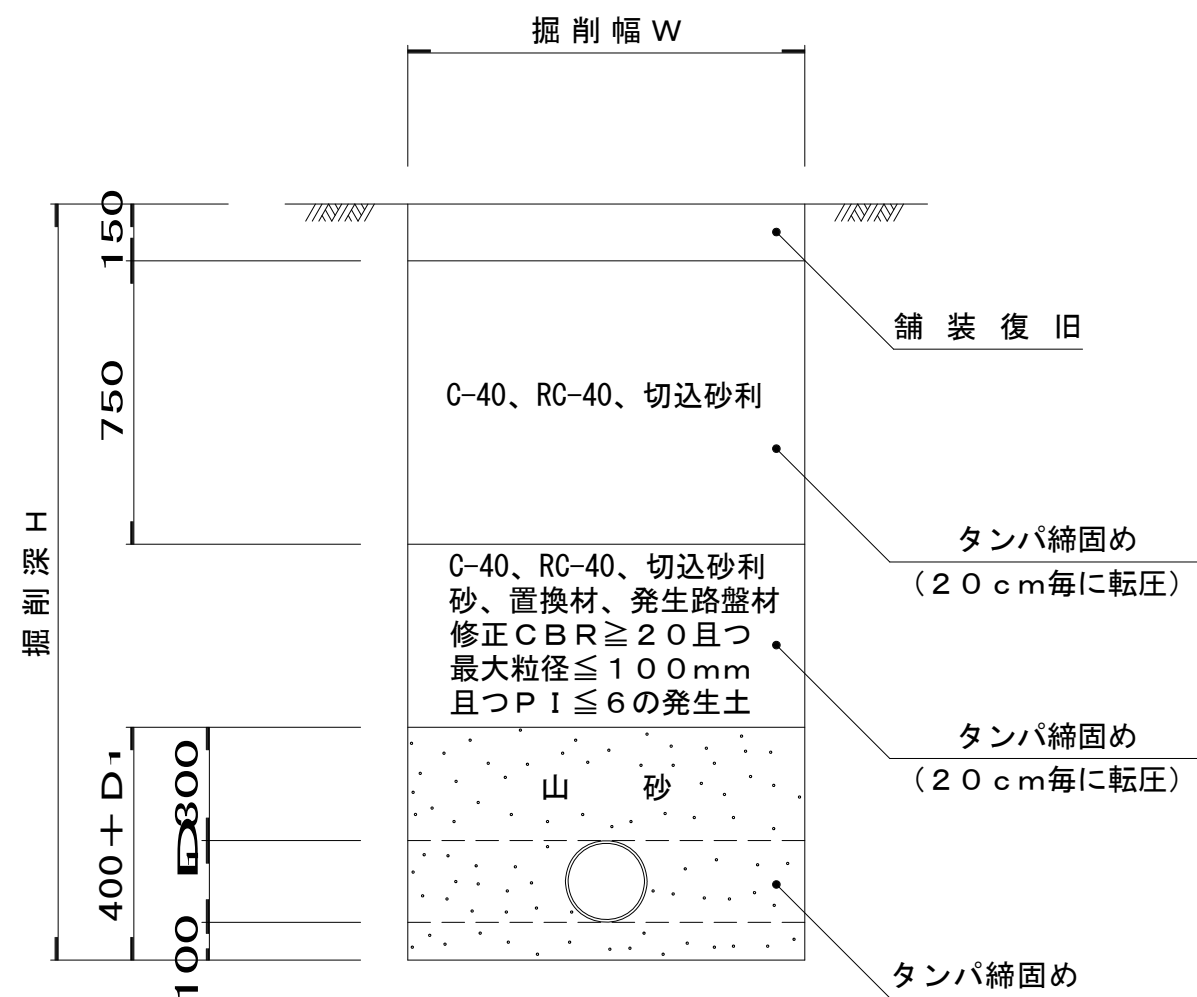 掘削幅W
150
舗装復旧
750
C-40、RC-40、切込砂利
掘削深H
タンパ締固め
（２０ｃｍ毎に転圧）
C-40、RC-40、切込砂利
砂、置換材、発生路盤材
修正ＣＢＲ≧２０且つ
最大粒径≦１００mm
且つＰＩ≦６の発生土
タンパ締固め
（２０ｃｍ毎に転圧）
400＋D1
300
山砂
100
タンパ締固め